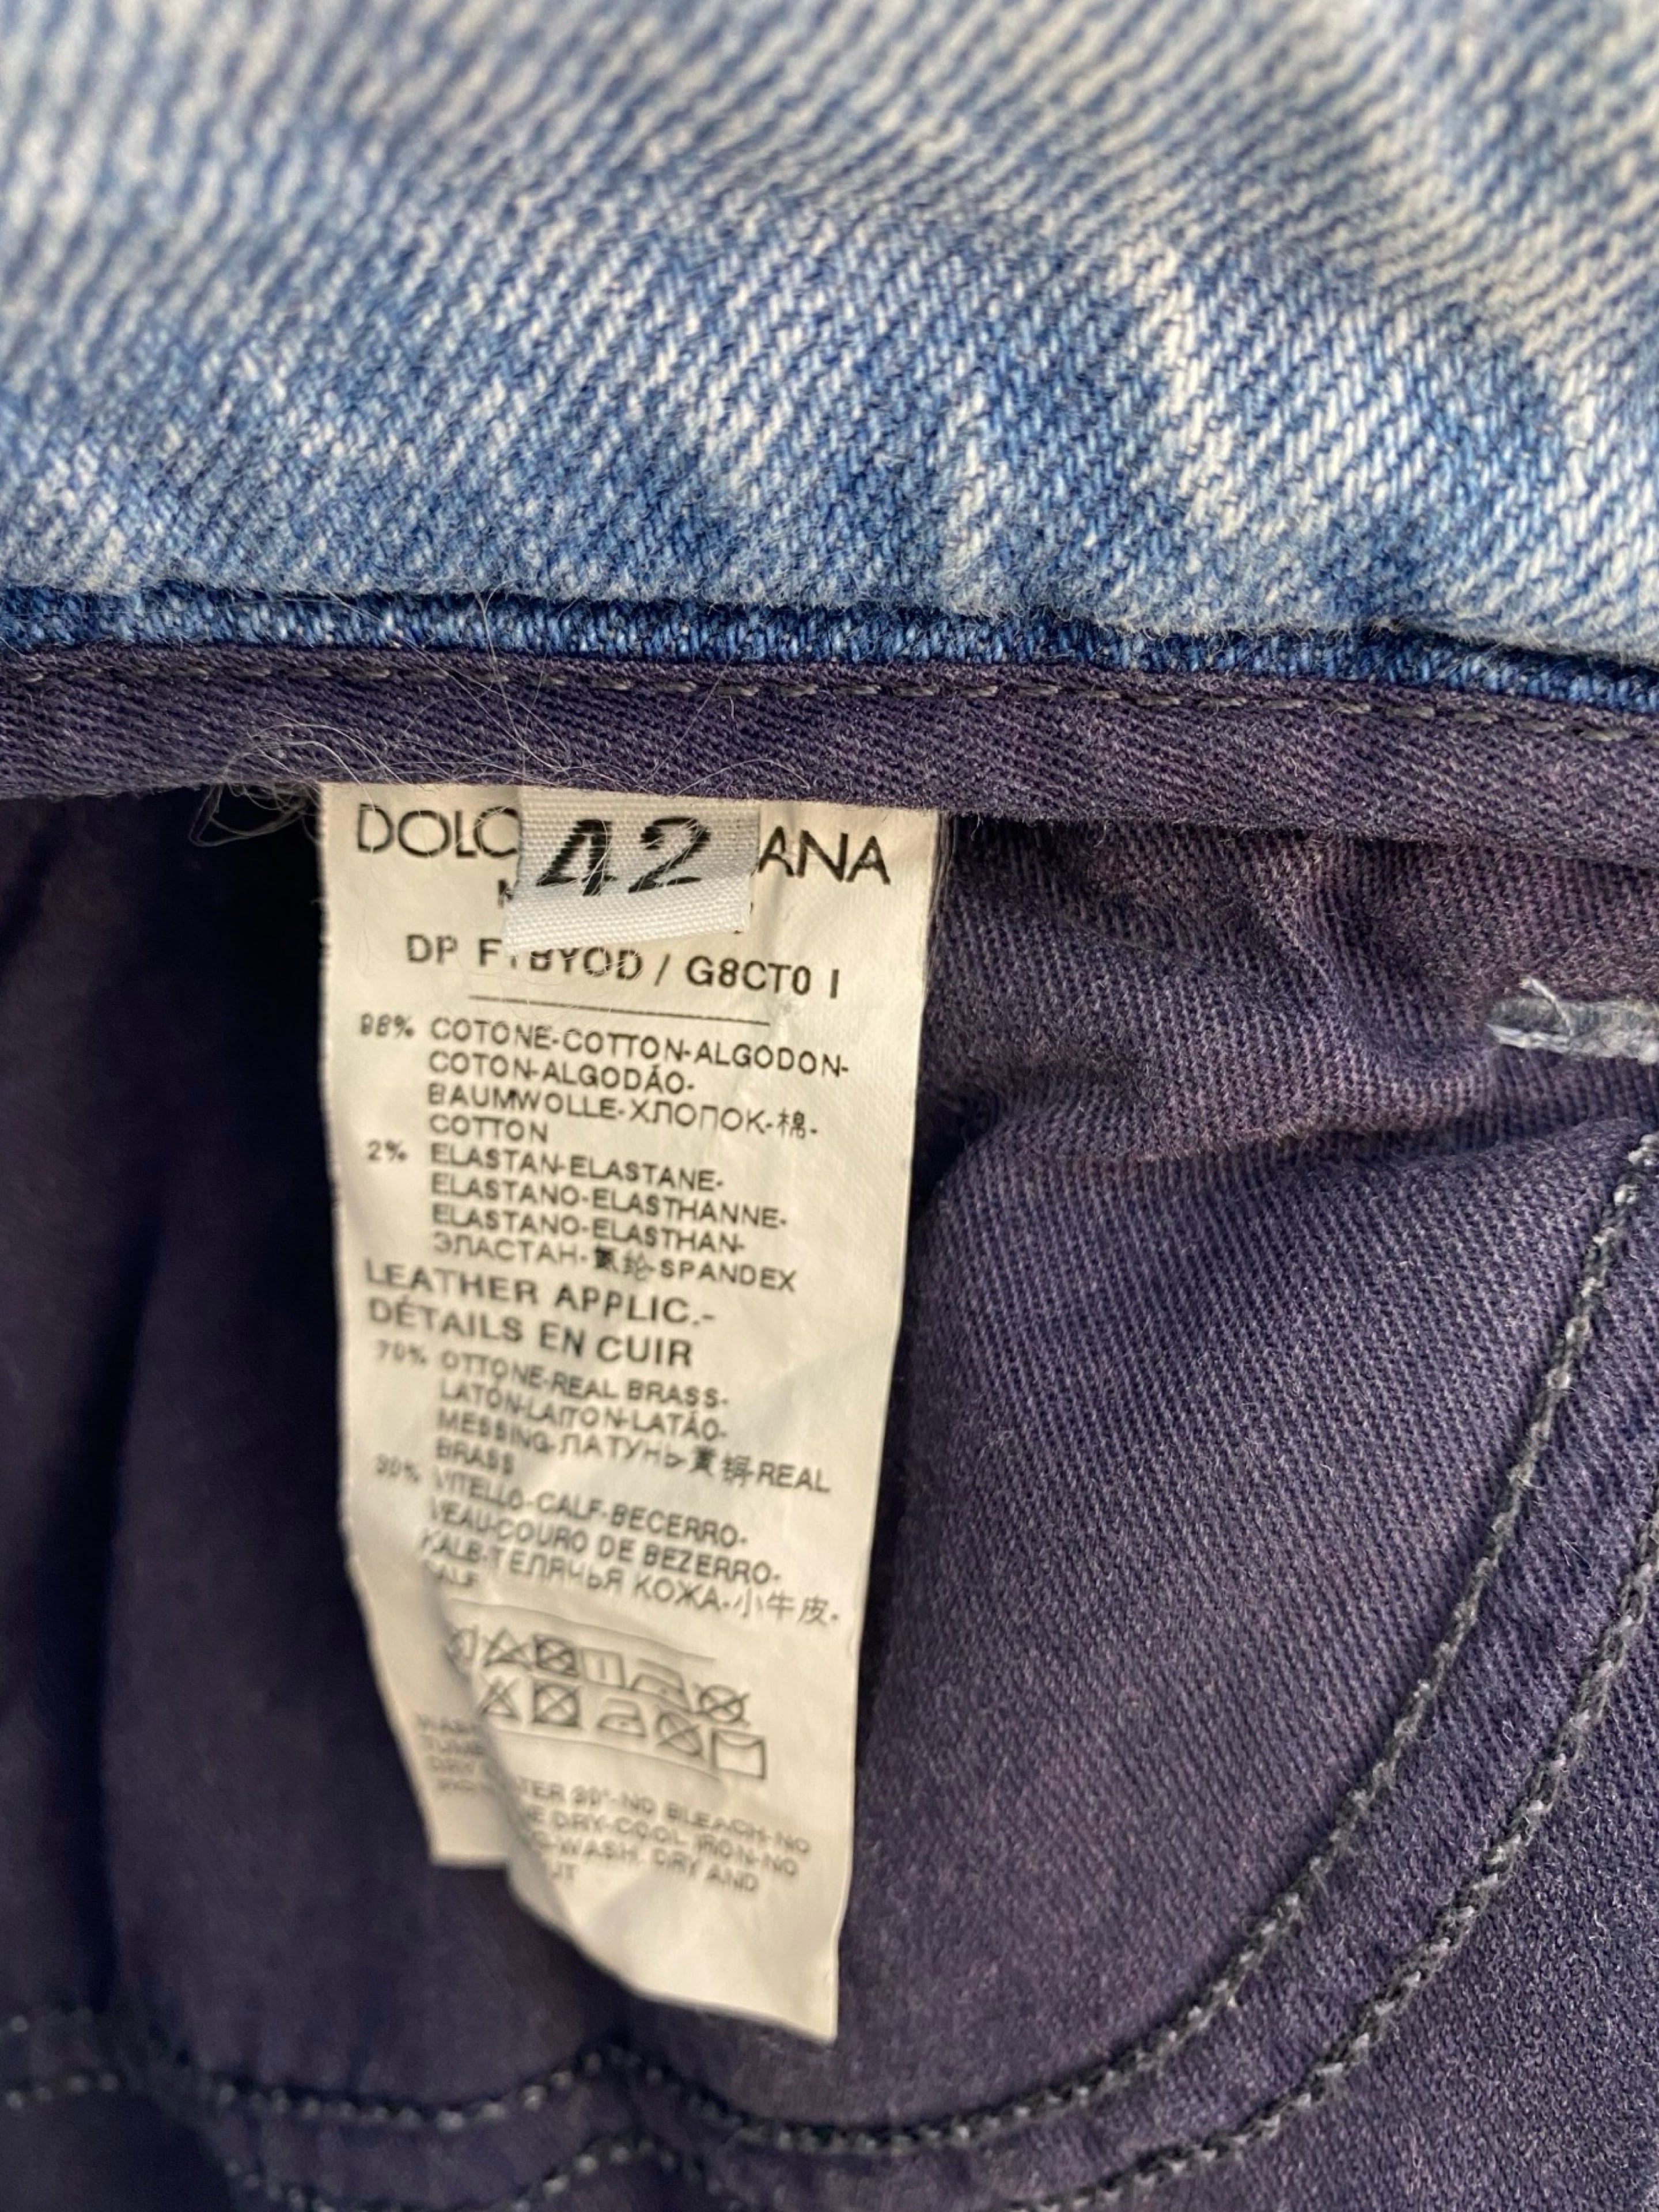 42
DP F BYOD / G8CT0 I
98% COTONE-COTTON-ALGODON-
COTON-ALGODÃO-
BAUMWOLLE-ХЛОПОК-棉-
COTTON
2% ELASTAN-ELASTANE-
ELASTANO-ELASTHANNE-
ELASTANO-ELASTHAN-
ЭЛАСТАН-氨纶-SPANDEX
LEATHER APPLIC.-
DÉTAILS EN CUIR
70% OTTONE-REAL BRASS-
LATÓN-LAITON-LATÃO-
MESSING-ЛАТУНЬ-黄铜-REAL
BRASS
30% VITELLO-CALF-BECERRO-
VEAU-COURO DE BEZERRO-
KALB-ТЕЛЯЧЬЯ КОЖА-小牛皮-
CALF
30°-NO BLEACH-NO
DRY-COOL IRON-NO
WASH, DRY AND